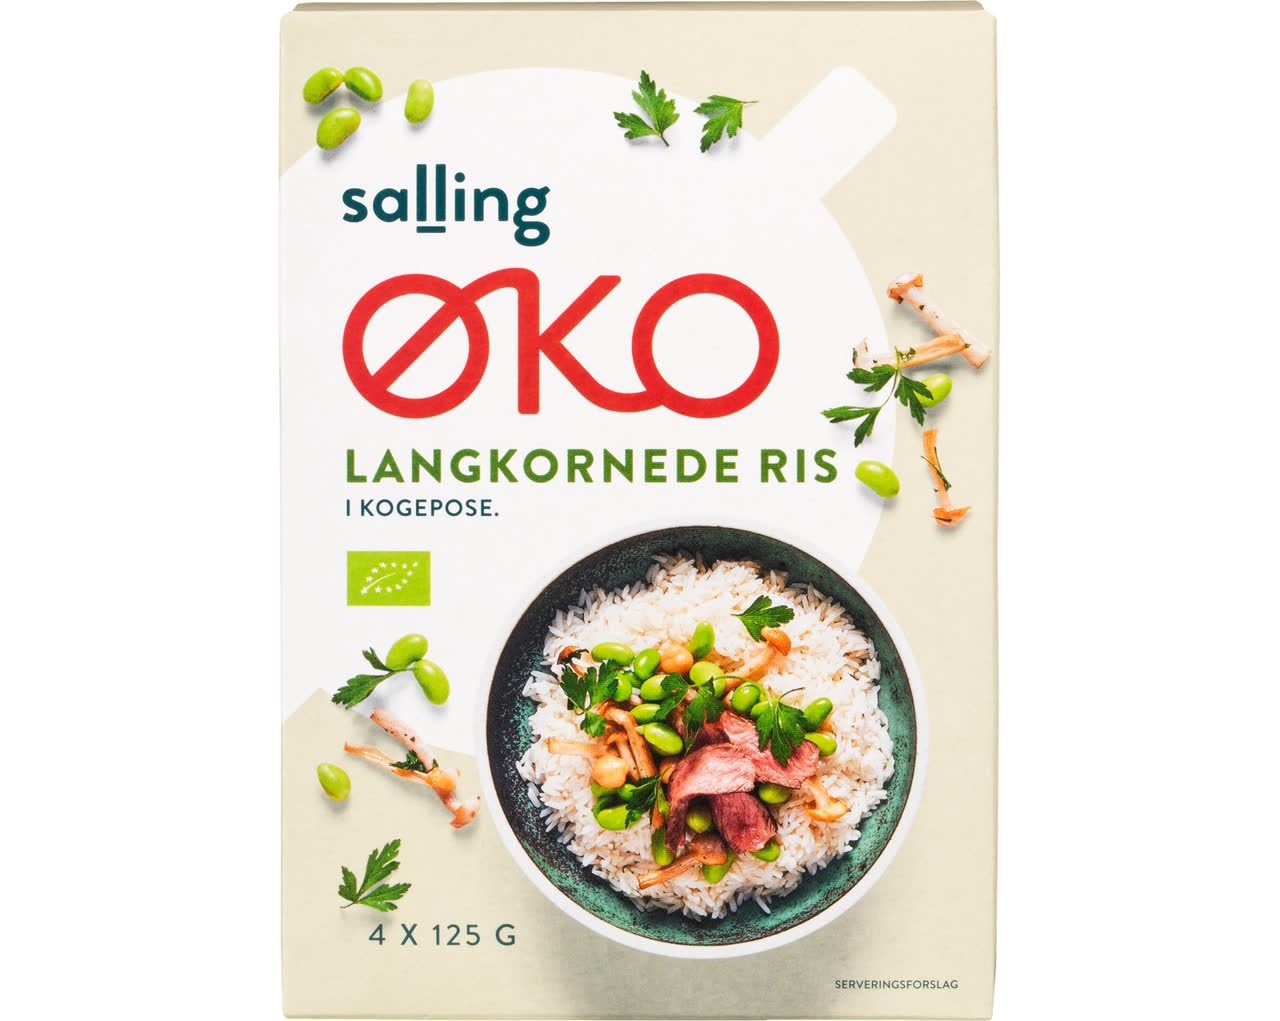 salling
ØKO
LANGKORNEDE RIS
I KOGEPOSE.
4 X 125 G
SERVERINGSFORSLAG